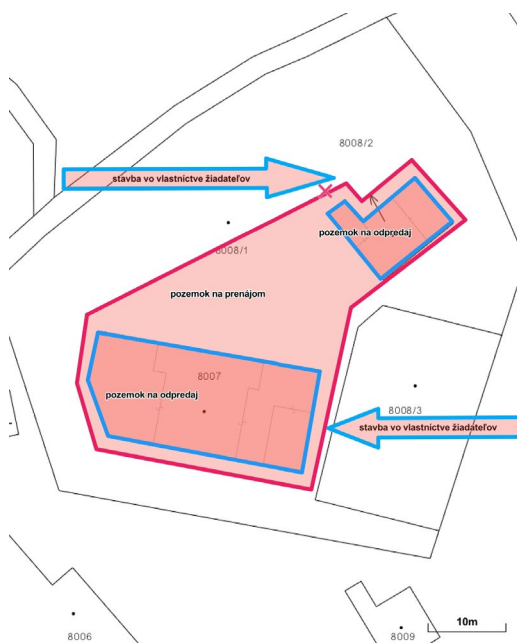 8008/2
stavba vo vlastníctve žiadateľov
pozemok na odpredaj
8008/1
pozemok na prenájom
8007
pozemok na odpredaj
8008/3
stavba vo vlastníctve žiadateľov
10m
8006
8009